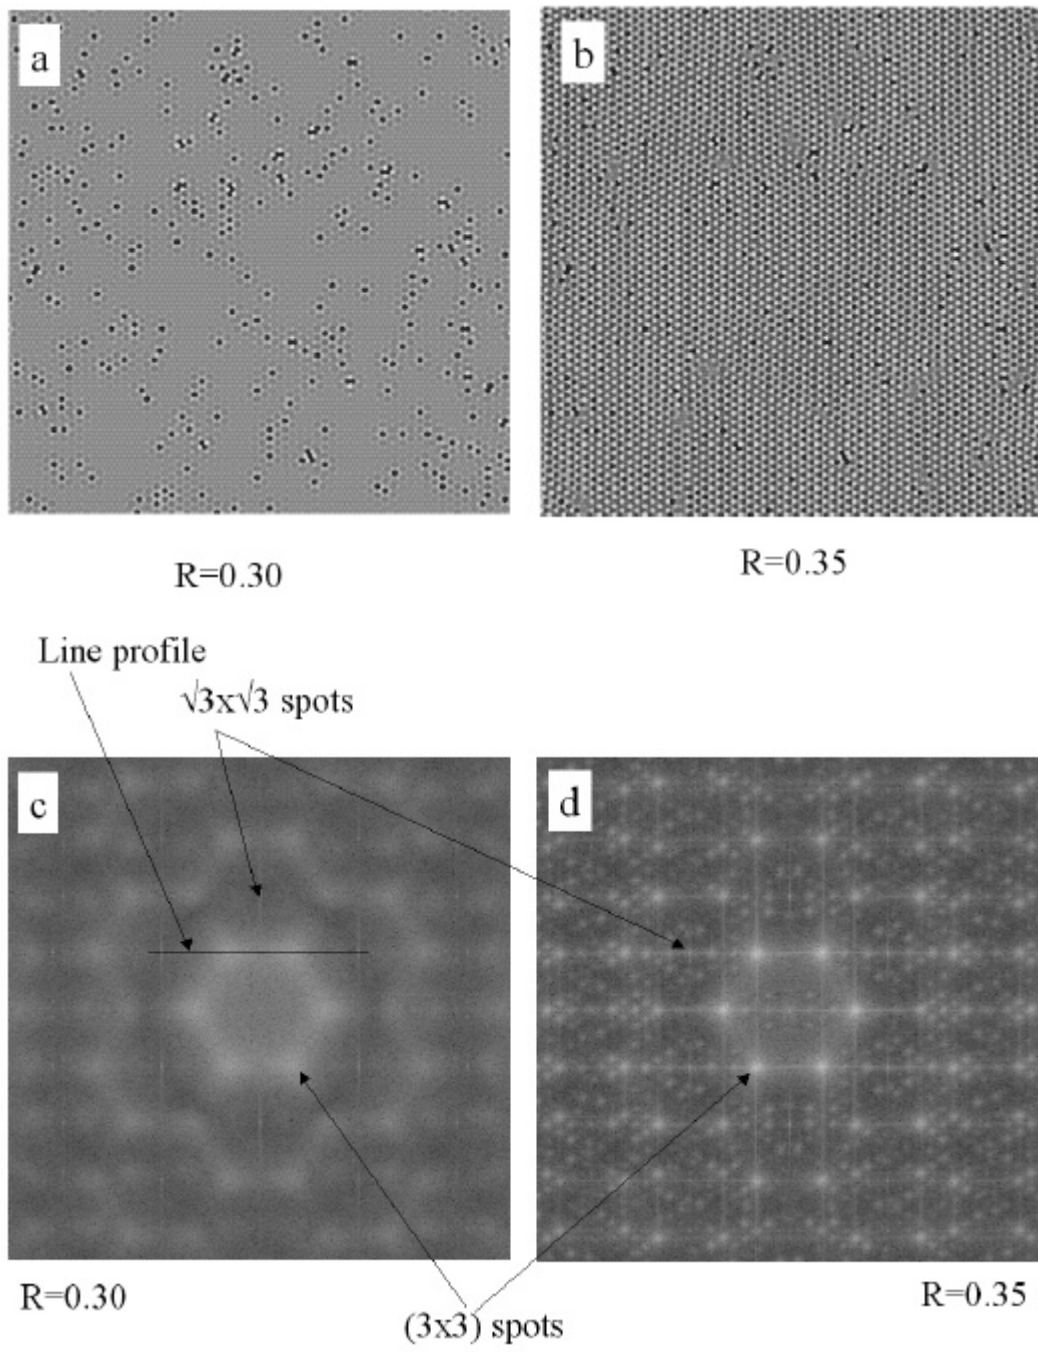 a
b
R=0.30
R=0.35
Line profile
√3x√3 spots
c
d
R=0.30
R=0.35
(3x3) spots